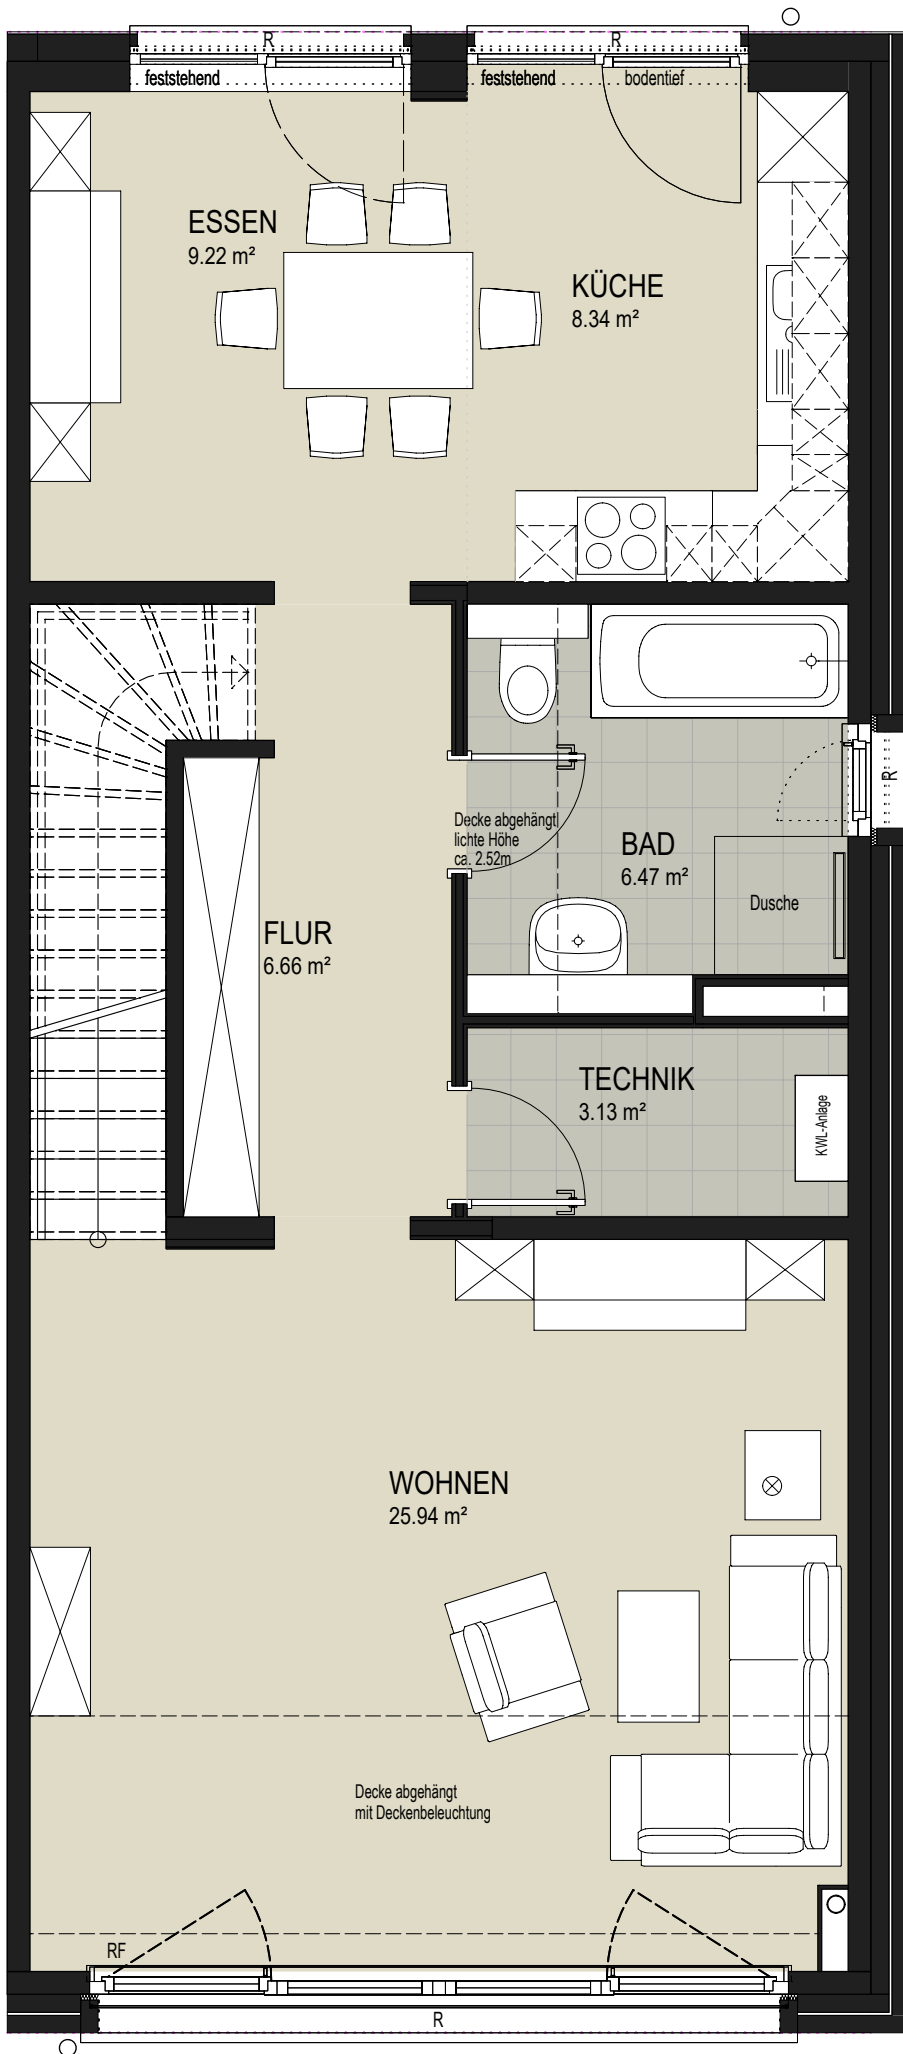 R
R
feststehend
feststehend
bodentief
ESSEN
9.22 m²
KÜCHE
8.34 m²
R
Decke abgehängt
lichte Höhe
ca. 2.52m
BAD
6.47 m²
Dusche
FLUR
6.66 m²
TECHNIK
3.13 m²
KWL-Anlage
WOHNEN
25.94 m²
Decke abgehängt
mit Deckenbeleuchtung
RF
R